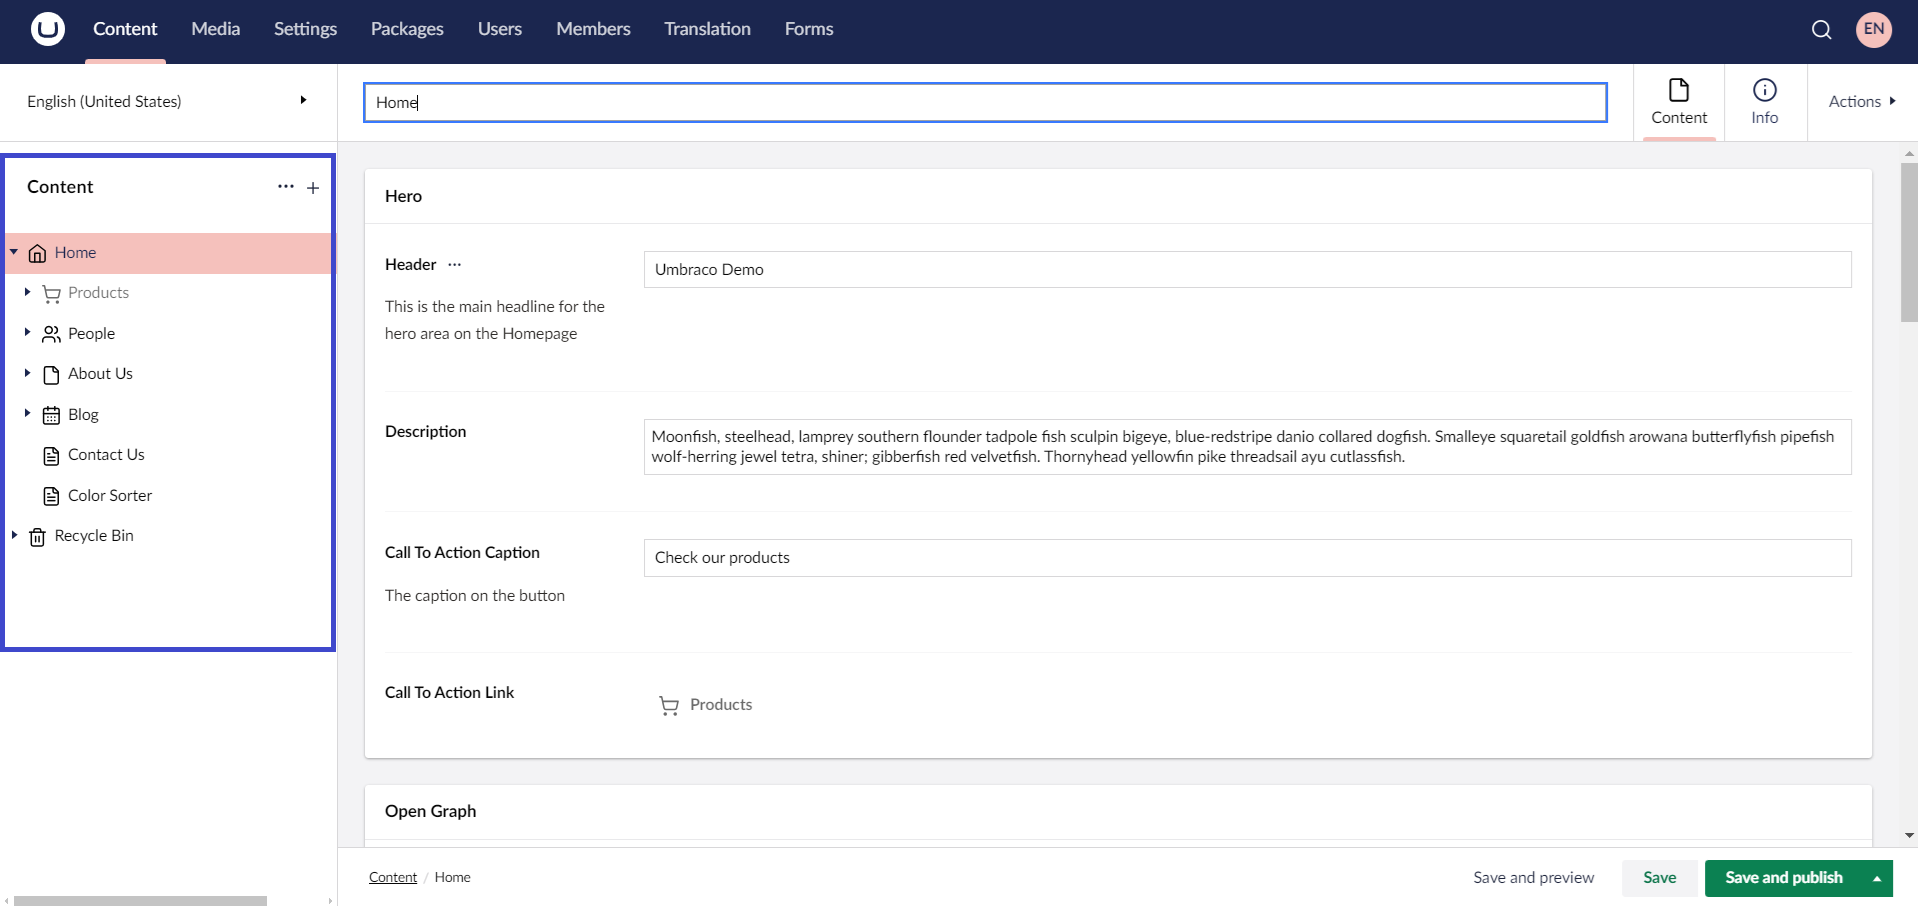 Content Media Settings Packages Users Members Translation Forms EN
English (United States)
Home
Content
Info
Actions
Content
Home
Products
People
About Us
Blog
Contact Us
Color Sorter
Recycle Bin
Hero
Header
Umbraco Demo
This is the main headline for the
hero area on the Homepage
Description
Moonfish, steelhead, lamprey southern flounder tadpole fish sculpin bigeye, blue-redstripe danio collared dogfish. Smalleye squaretail goldfish arowana butterflyfish pipefish
wolf-herring jewel tetra, shiner; gibberfish red velvetfish. Thornyhead yellowfin pike threadsail ayu cutlassfish.
Call To Action Caption
Check our products
The caption on the button
Call To Action Link
Products
Open Graph
Content / Home
Save and preview
Save
Save and publish